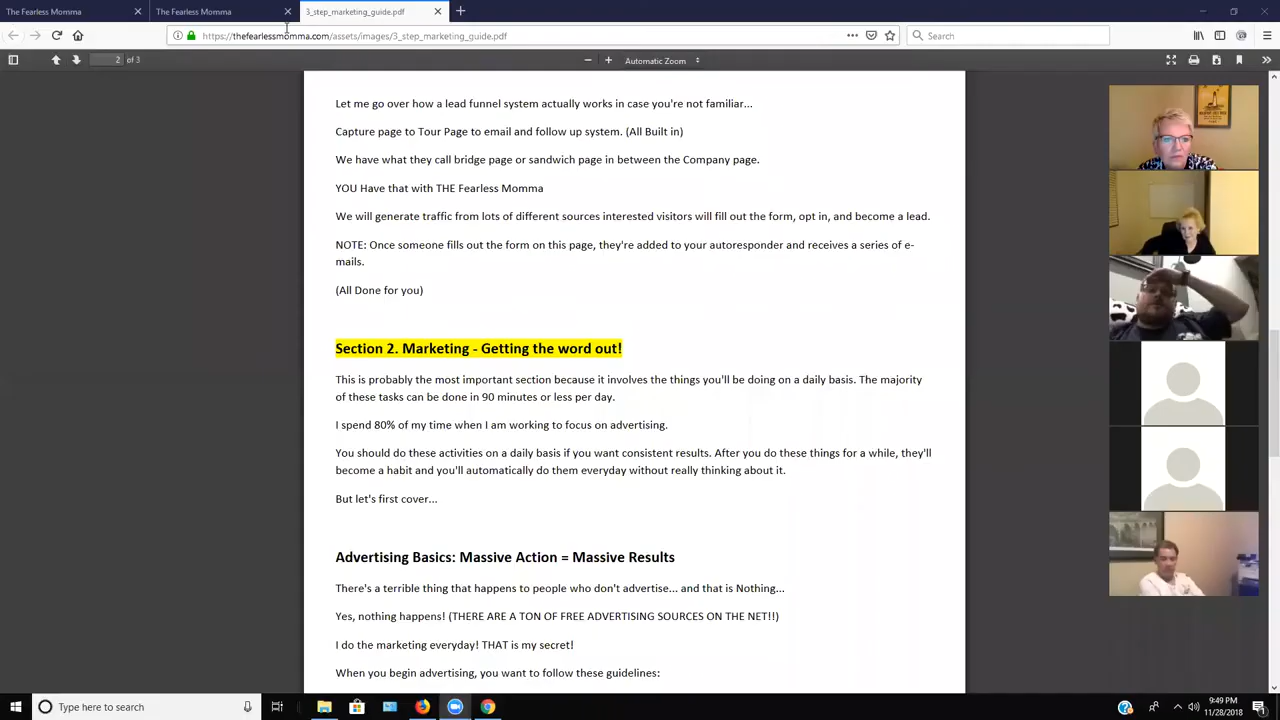 The Fearless Momma
The Fearless Momma
3_step_marketing_guide.pdf
https://thefearlessmomma.com/assets/images/3_step_marketing_guide.pdf
Search
2 of 3
Automatic Zoom
Let me go over how a lead funnel system actually works in case you're not familiar...
Capture page to Tour Page to email and follow up system. (All Built in)
We have what they call bridge page or sandwich page in between the Company page.
YOU Have that with THE Fearless Momma
We will generate traffic from lots of different sources interested visitors will fill out the form, opt in, and become a lead.
NOTE: Once someone fills out the form on this page, they're added to your autoresponder and receives a series of e-
mails.
(All Done for you)
Section 2. Marketing - Getting the word out!
This is probably the most important section because it involves the things you'll be doing on a daily basis. The majority
of these tasks can be done in 90 minutes or less per day.
I spend 80% of my time when I am working to focus on advertising.
You should do these activities on a daily basis if you want consistent results. After you do these things for a while, they'll
become a habit and you'll automatically do them everyday without really thinking about it.
But let's first cover...
Advertising Basics: Massive Action = Massive Results
There's a terrible thing that happens to people who don't advertise... and that is Nothing...
Yes, nothing happens! (THERE ARE A TON OF FREE ADVERTISING SOURCES ON THE NET!!)
I do the marketing everyday! THAT is my secret!
When you begin advertising, you want to follow these guidelines:
Type here to search
9:49 PM
11/28/2018